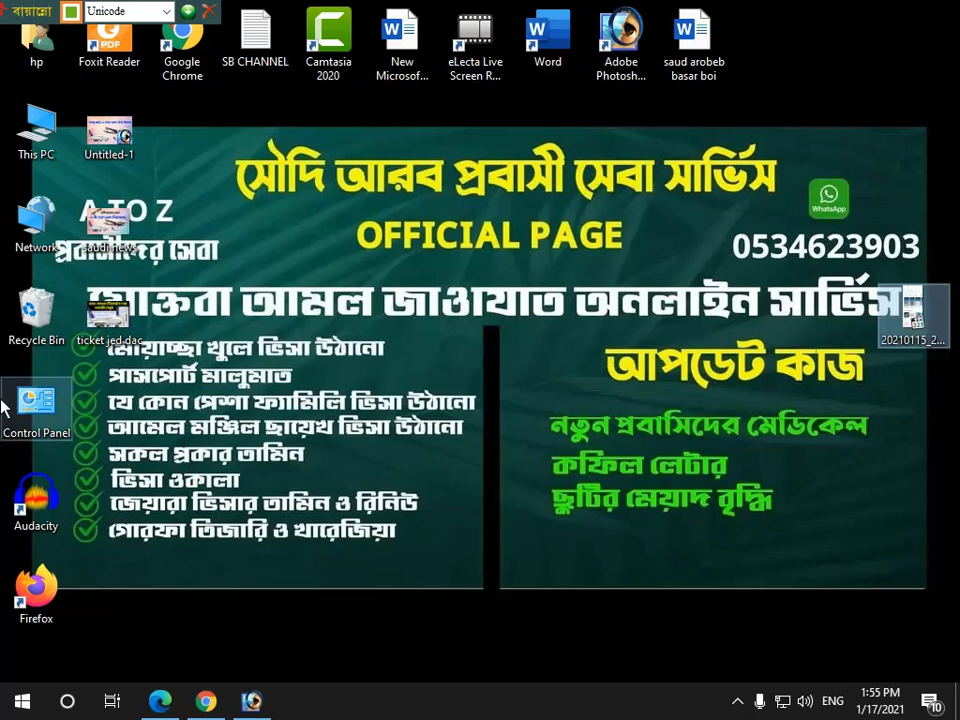 বায়ান্নো
Unicode
hp
Foxit Reader
Google Chrome
SB CHANNEL
Camtasia 2020
New Microsof...
eLecta Live Screen R...
Word
Adobe Photosh...
saud arobeb basar boi
PDF
This PC
Untitled-1
Network
saudi news
Recycle Bin
ticket jed dac
20210115_2...
Control Panel
Audacity
Firefox
সৌদি আরব প্রবাসী সেবা সার্ভিস
A TO Z
OFFICIAL PAGE
WhatsApp
প্রবাসীদের সেবা
0534623903
মোক্তবা আমল জাওাযাত অনলাইন সার্ভিস
মোয়াচ্ছা খুলে ভিসা উঠানো
পাসপোর্ট মালুমাত
যে কোন পেশা ফ্যামিলি ভিসা উঠানো
আমেল মঞ্জিল ছায়েখ ভিসা উঠানো
সকল প্রকার তামিন
ভিসা ওকালা
জেয়ারা ভিসার তামিন ও রিনিউ
গোরফা তিজারি ও খারেজিয়া
আপডেট কাজ
নতুন প্রবাসিদের মেডিকেল
কফিল লেটার
ছুটির মেয়াদ বৃদ্ধি
ENG
1:55 PM
1/17/2021
10